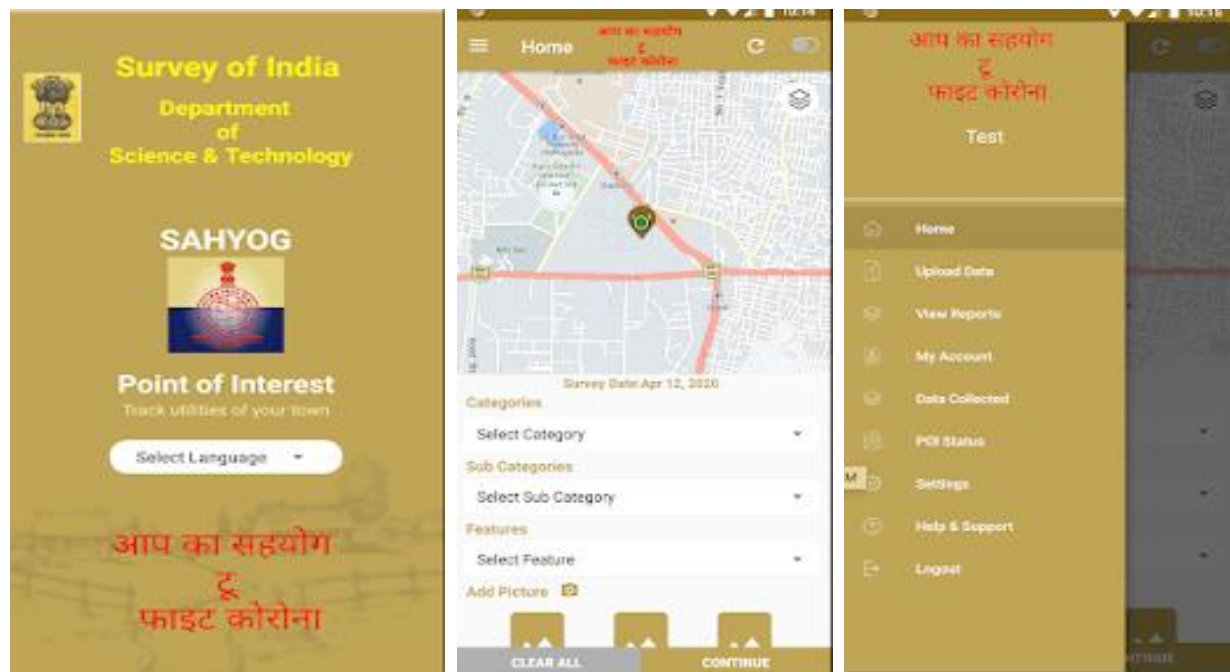 Survey of India
Department
of
Science & Technology
SAHYOG
Point of Interest
Track utilities of your town
Select Language
आप का सहयोग
टू
फाइट कोरोना
10:14
Home
आप का सहयोग
टू
फाइट कोरोना
Survey Date:Apr 12, 2020
Categories
Select Category
Sub Categories
Select Sub Category
Features
Select Feature
Add Picture
CLEAR ALL
CONTINUE
आप का सहयोग
टू
फाइट कोरोना
Test
Home
Upload Data
View Reports
My Account
Data Collected
POI Status
Settings
Help & Support
Logout